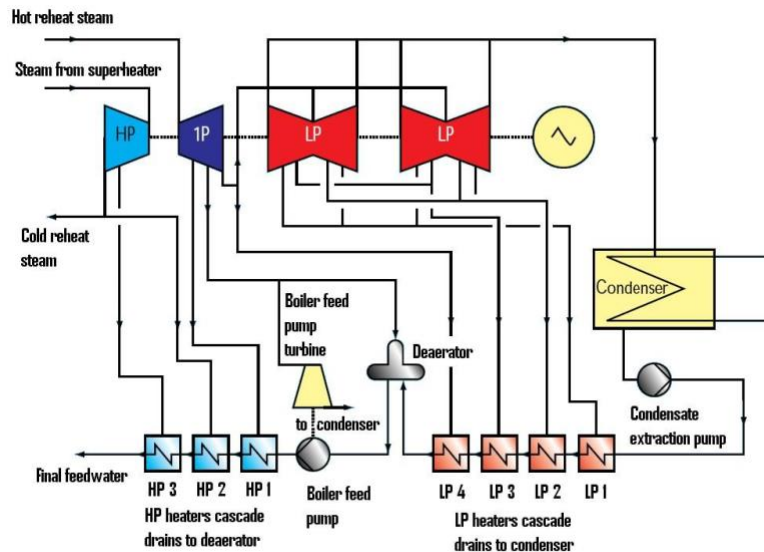 Hot reheat steam
Steam from superheater
HP
1P
LP
LP
Cold reheat
steam
Condenser
Boiler feed
pump
turbine
Deaerator
to condenser
Condensate
extraction pump
Final feedwater
HP 3
HP 2
HP 1
Boiler feed
pump
LP 4
LP 3
LP 2
LP 1
HP heaters cascade
drains to deaerator
LP heaters cascade
drains to condenser